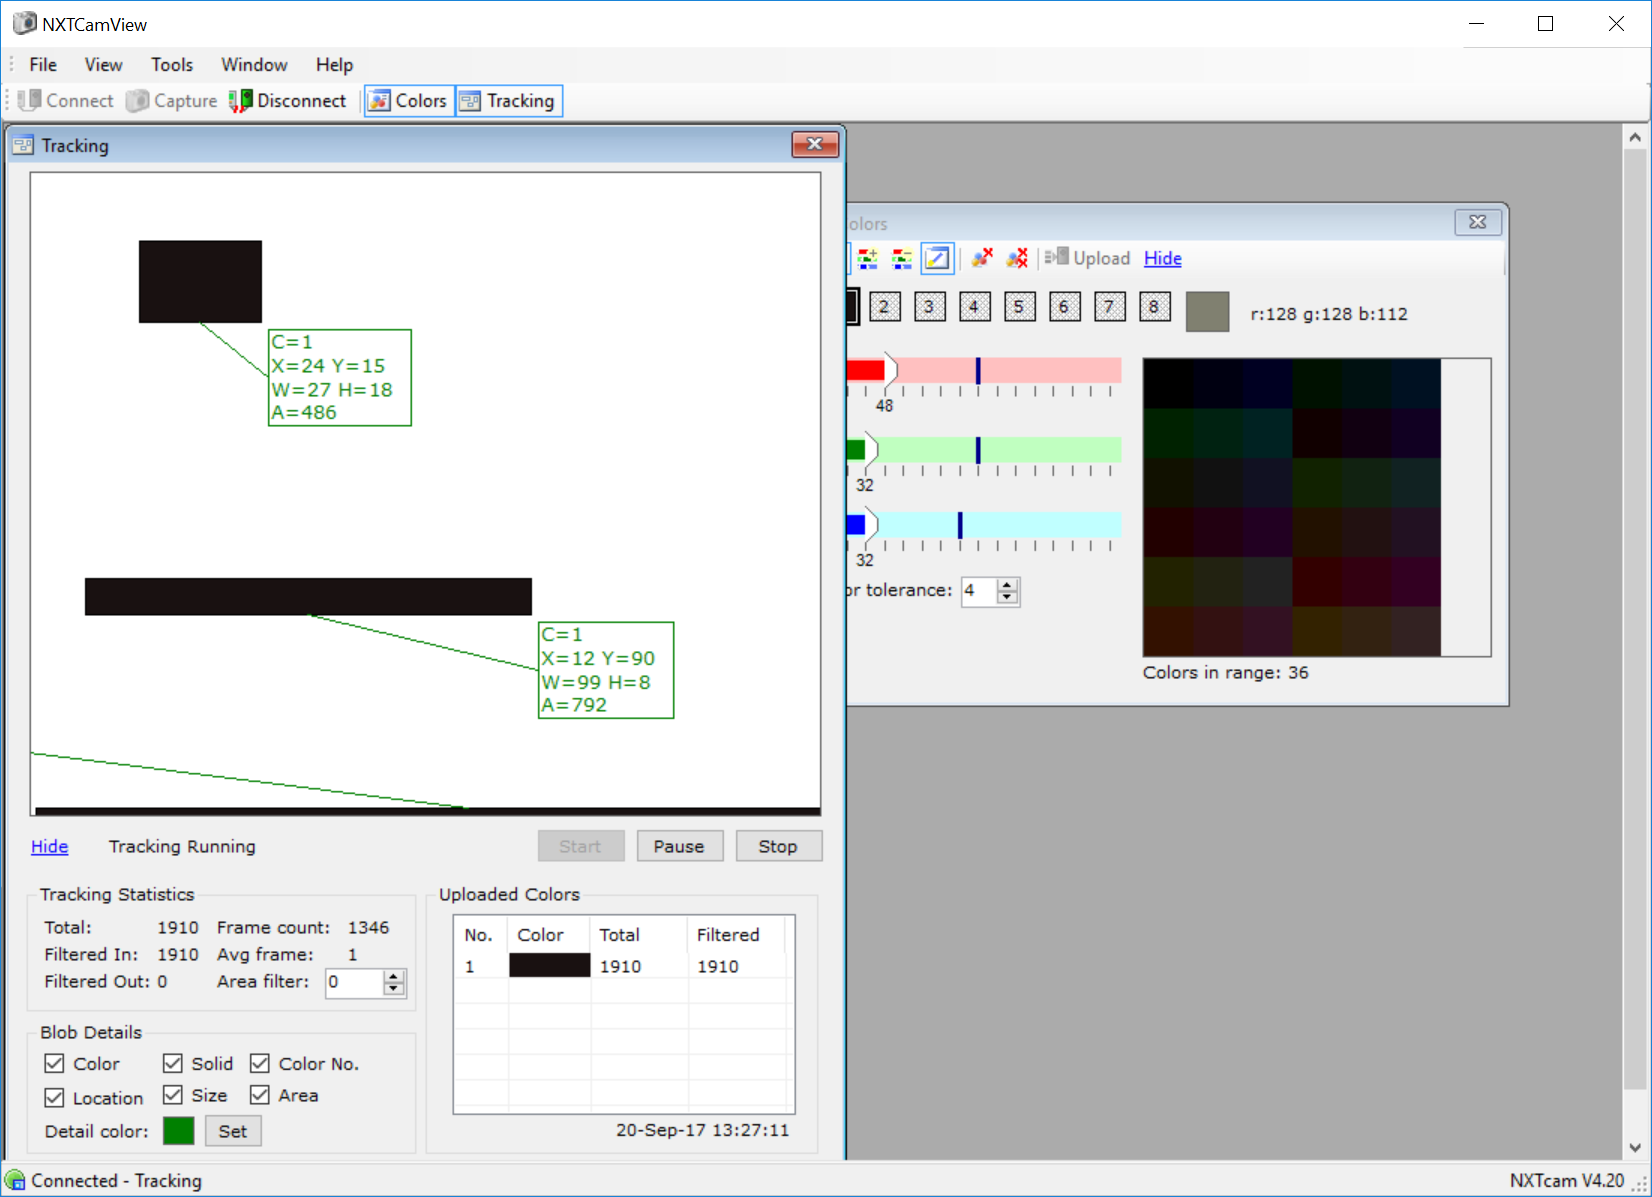 NXTCamView
File View Tools Window Help
Connect Capture Disconnect Colors Tracking
Tracking
C=1
X=24 Y=15
W=27 H=18
A=486
C=1
X=12 Y=90
W=99 H=8
A=792
Hide Tracking Running Start Pause Stop
Tracking Statistics
Total: 1910 Frame count: 1346
Filtered In: 1910 Avg frame: 1
Filtered Out: 0 Area filter: 0
Blob Details
Color Solid Color No.
Location Size Area
Detail color: Set
Uploaded Colors
No. Color Total Filtered
1 1910 1910
20-Sep-17 13:27:11
olors
Upload Hide
2 3 4 5 6 7 8 r:128 g:128 b:112
48
32
32
or tolerance: 4
Colors in range: 36
Connected - Tracking NXTcam V4.20